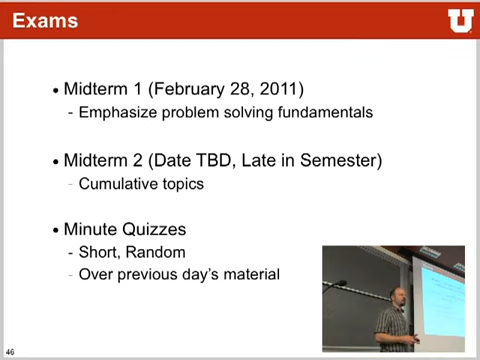 Exams
U
• Midterm 1 (February 28, 2011)
- Emphasize problem solving fundamentals
• Midterm 2 (Date TBD, Late in Semester)
- Cumulative topics
• Minute Quizzes
- Short, Random
- Over previous day's material
46